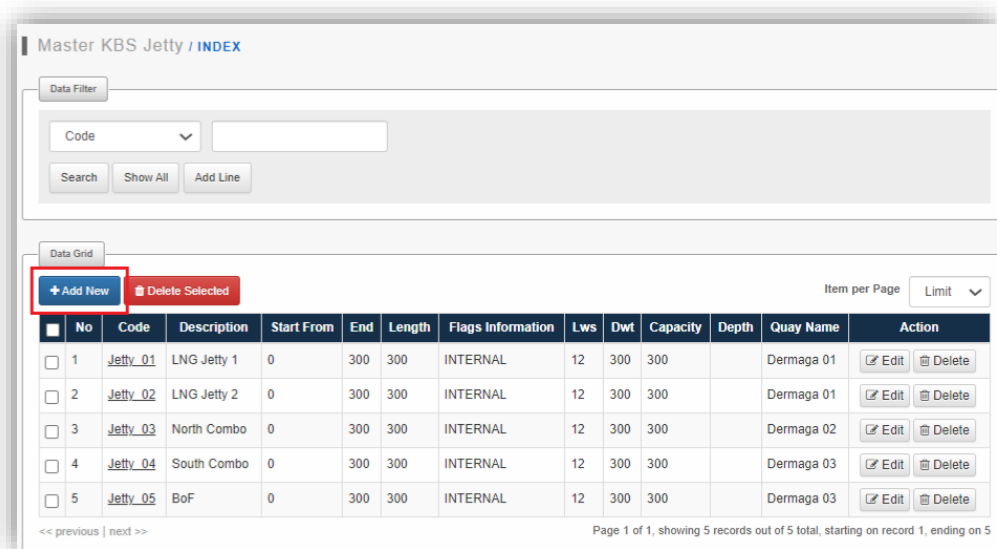 Master KBS Jetty / INDEX
Data Filter
Code
Search Show All Add Line
Data Grid
+Add New Delete Selected Item per Page Limit
No Code Description Start From End Length Flags Information Lws Dwt Capacity Depth Quay Name Action
1 Jetty_01 LNG Jetty 1 0 300 300 INTERNAL 12 300 300 Dermaga 01 Edit Delete
2 Jetty_02 LNG Jetty 2 0 300 300 INTERNAL 12 300 300 Dermaga 01 Edit Delete
3 Jetty_03 North Combo 0 300 300 INTERNAL 12 300 300 Dermaga 02 Edit Delete
4 Jetty_04 South Combo 0 300 300 INTERNAL 12 300 300 Dermaga 03 Edit Delete
5 Jetty_05 BoF 0 300 300 INTERNAL 12 300 300 Dermaga 03 Edit Delete
<< previous | next >> Page 1 of 1, showing 5 records out of 5 total, starting on record 1, ending on 5